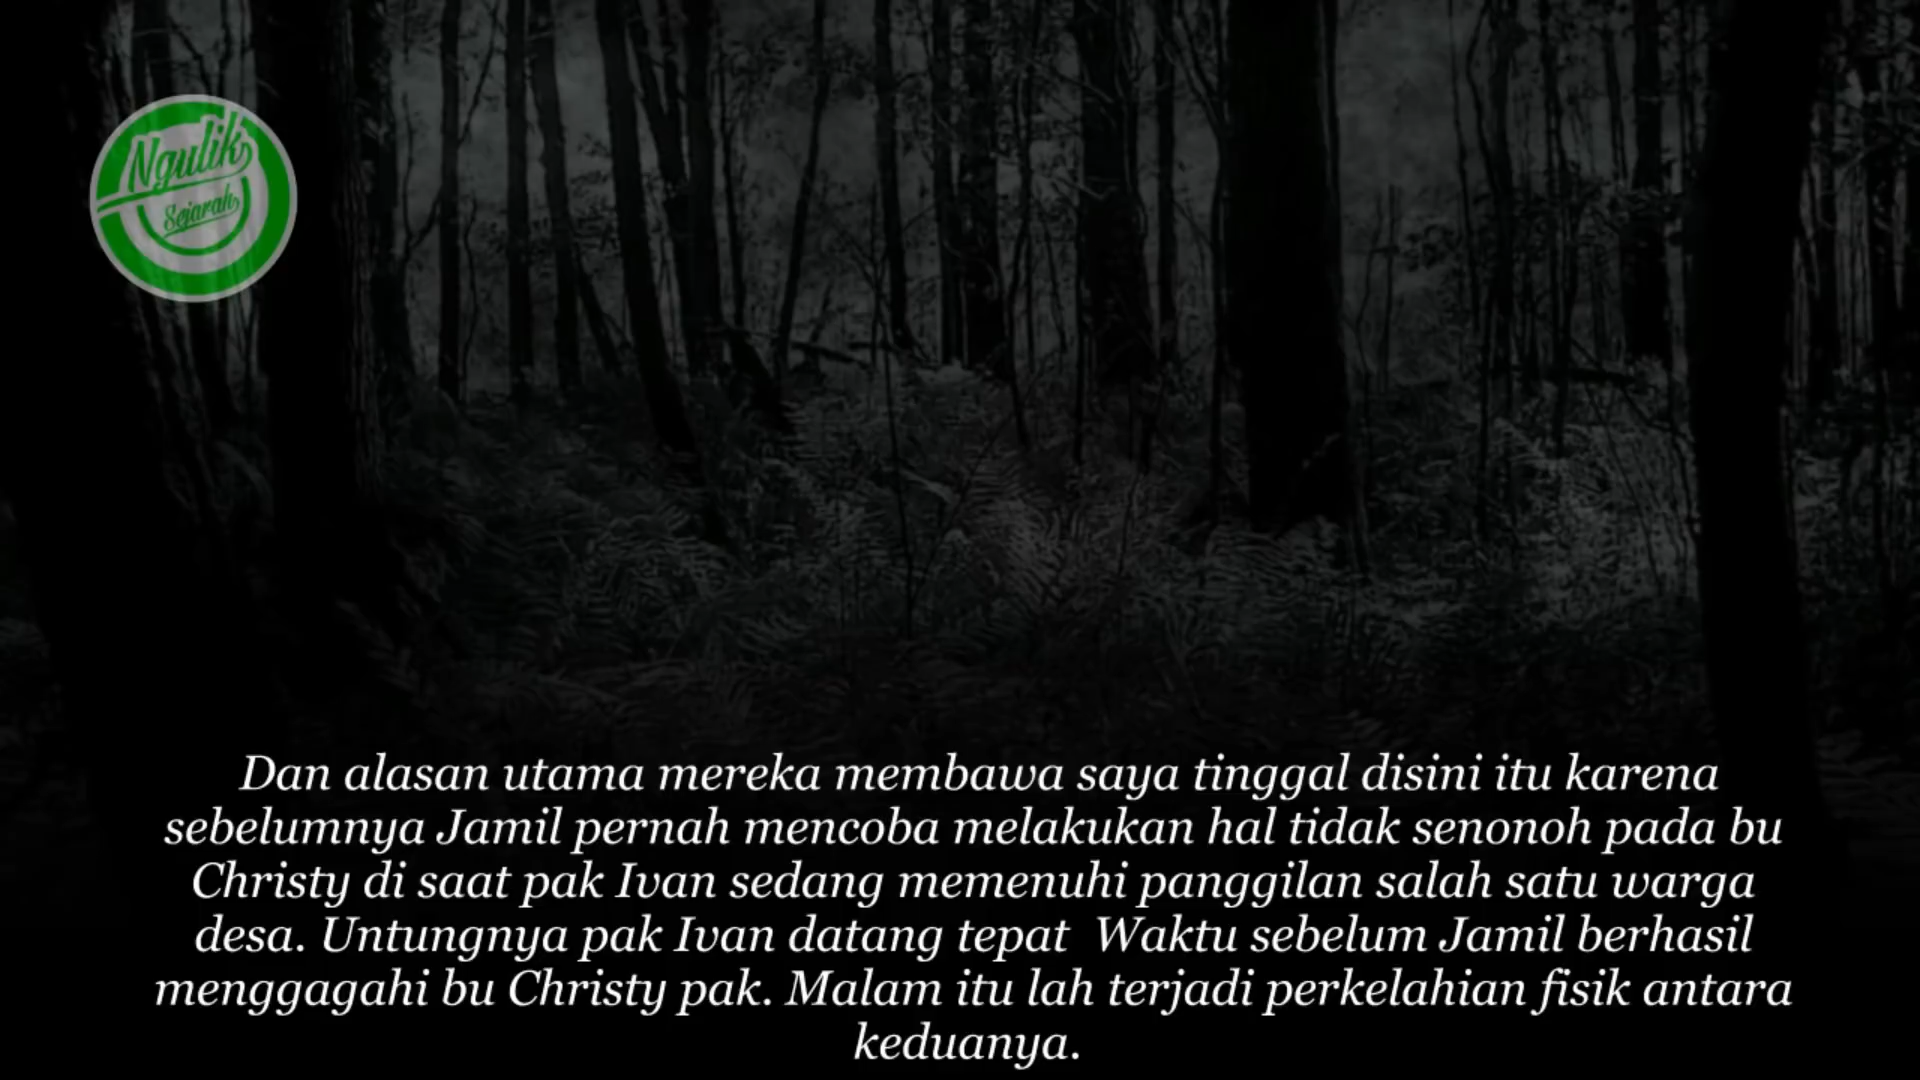 Ngulik
Sejarah
Dan alasan utama mereka membawa saya tinggal disini itu karena
sebelumnya Jamil pernah mencoba melakukan hal tidak senonoh pada bu
Christy di saat pak Ivan sedang memenuhi panggilan salah satu warga
desa. Untungnya pak Ivan datang tepat  Waktu sebelum Jamil berhasil
menggagahi bu Christy pak. Malam itu lah terjadi perkelahian fisik antara
keduanya.